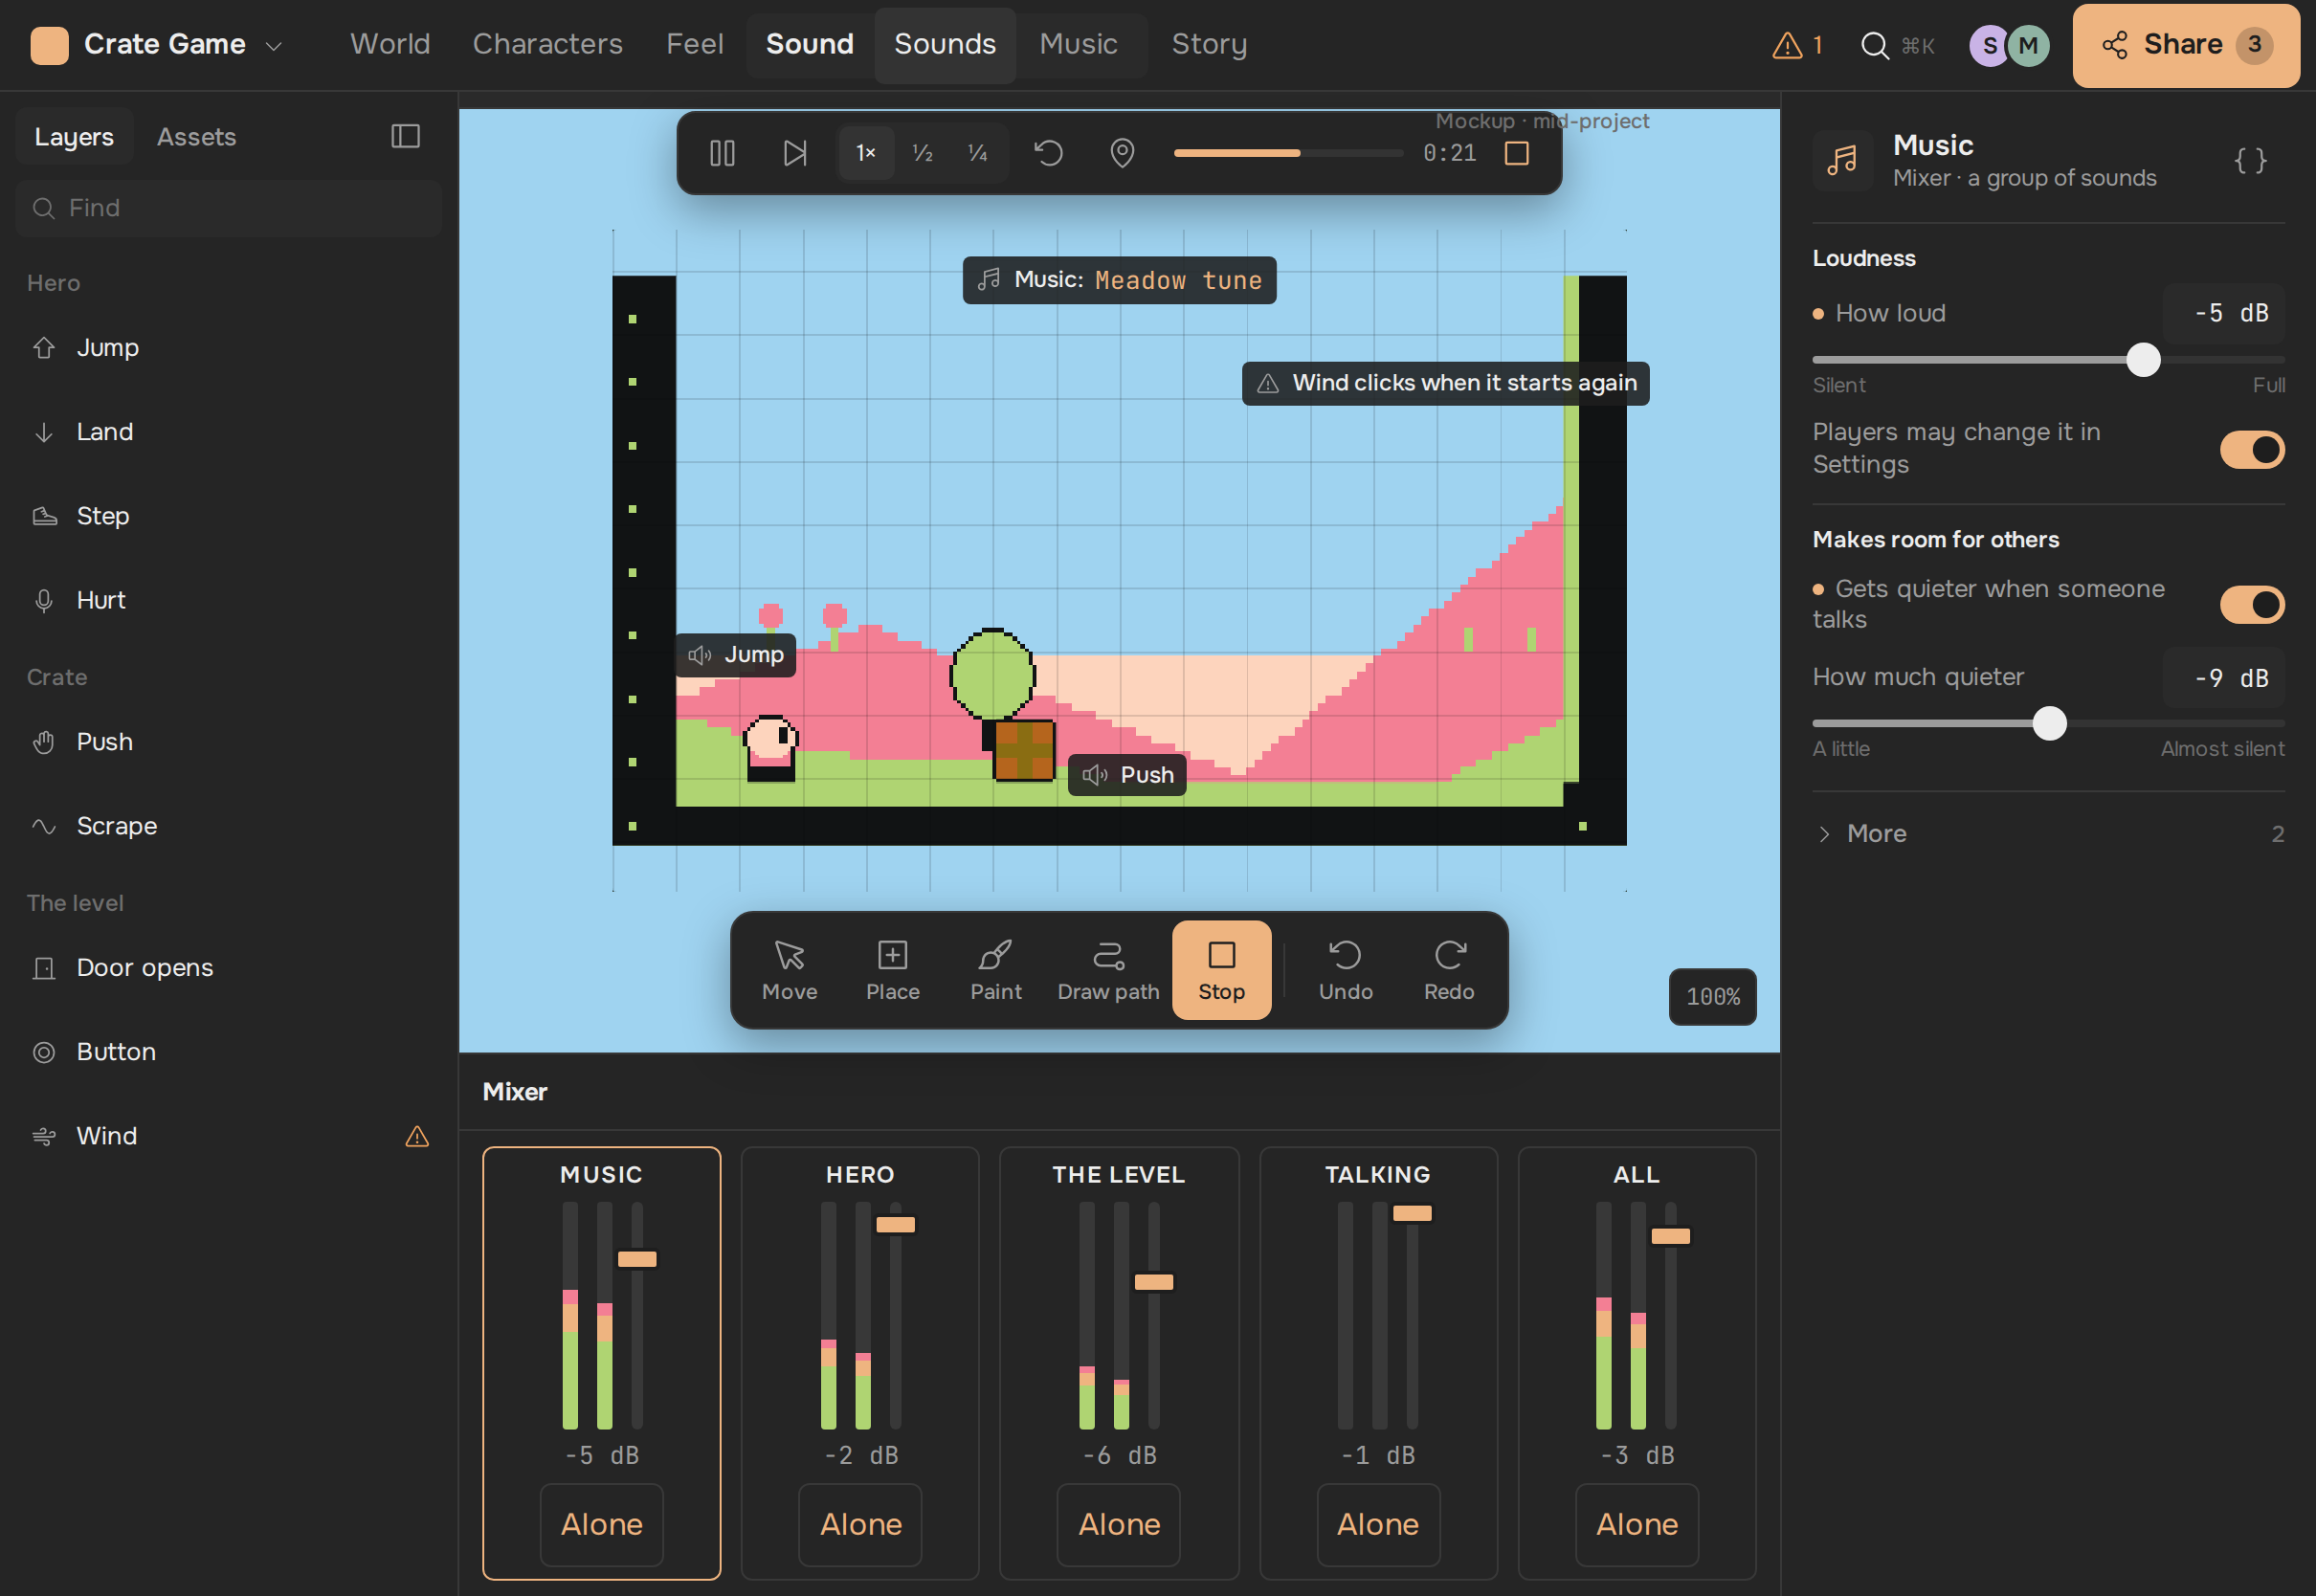 Crate Game World Characters Feel Sound Sounds Music Story 1 ⌘K S M Share 3
Layers Assets
Find
Hero
Jump
Land
Step
Hurt
Crate
Push
Scrape
The level
Door opens
Button
Wind
Mockup · mid-project
1× ½ ¼ 0:21
Music: Meadow tune
Wind clicks when it starts again
Jump
Push
Move Place Paint Draw path Stop Undo Redo
100%
Mixer
MUSIC HERO THE LEVEL TALKING ALL
-5 dB -2 dB -6 dB -1 dB -3 dB
Alone Alone Alone Alone Alone
Music
Mixer · a group of sounds
{ }
Loudness
How loud -5 dB
Silent Full
Players may change it in
Settings
Makes room for others
Gets quieter when someone
talks
How much quieter -9 dB
A little Almost silent
More 2